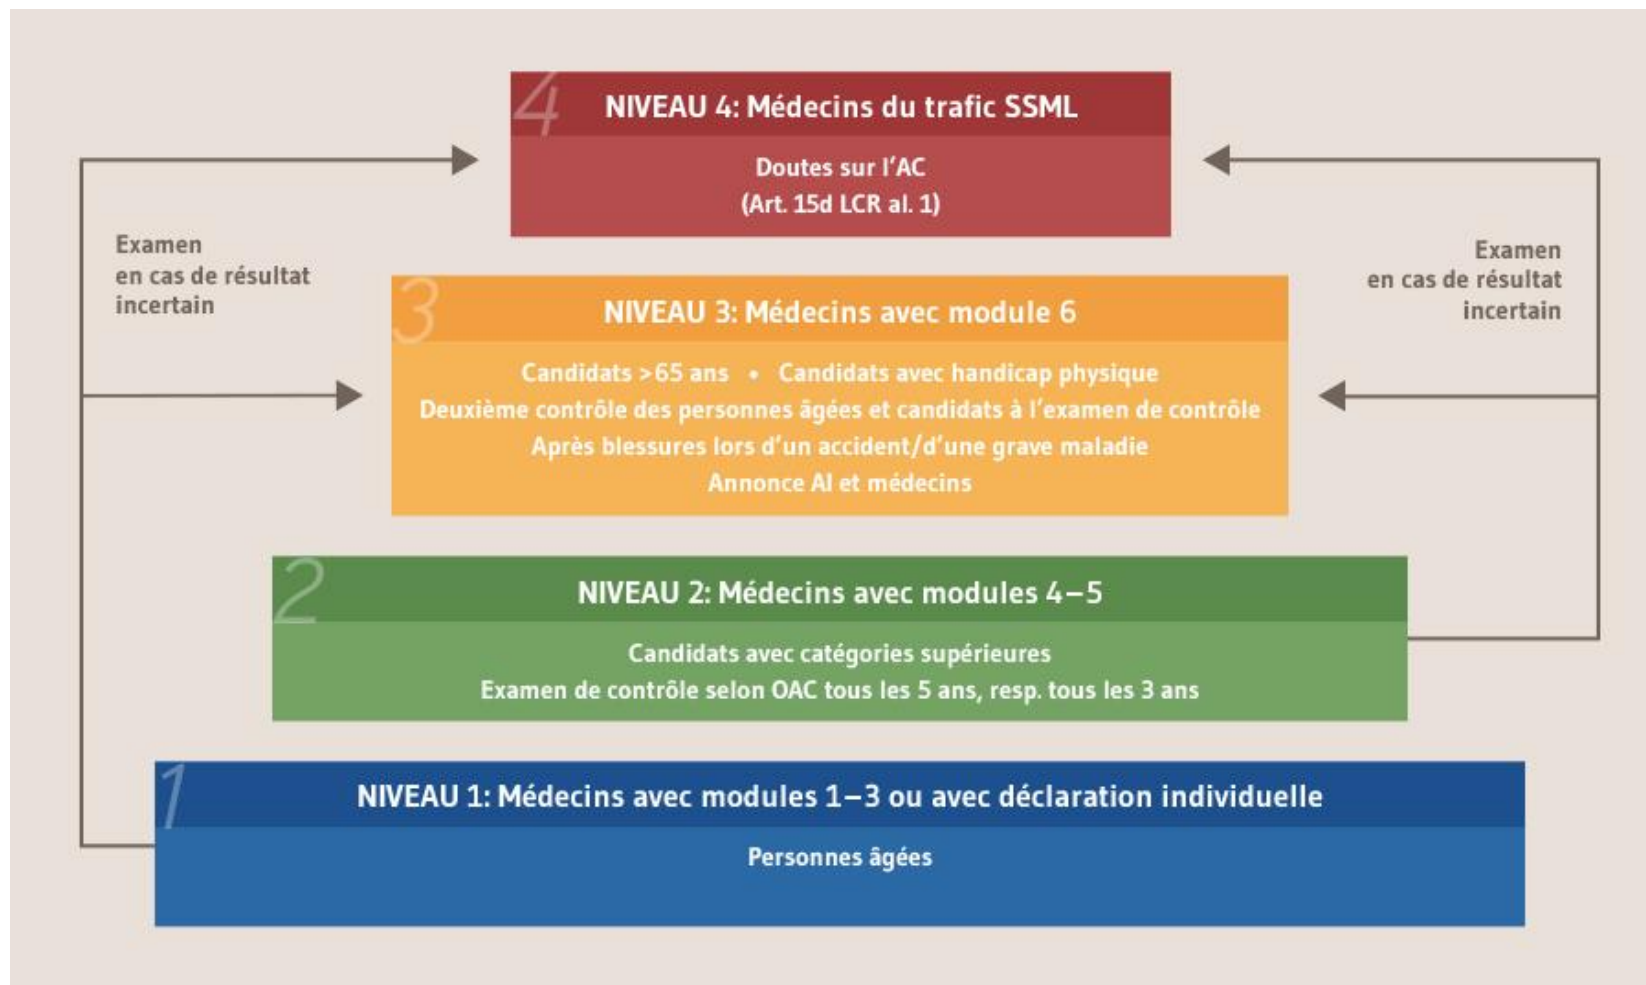 4
NIVEAU 4: Médecins du trafic SSML
Doutes sur l'AC
(Art. 15d LCR al. 1)
Examen
en cas de résultat
incertain
Examen
en cas de résultat
incertain
3
NIVEAU 3: Médecins avec module 6
Candidats >65 ans • Candidats avec handicap physique
Deuxième contrôle des personnes âgées et candidats à l'examen de contrôle
Après blessures lors d'un accident/d'une grave maladie
Annonce AI et médecins
2
NIVEAU 2: Médecins avec modules 4–5
Candidats avec catégories supérieures
Examen de contrôle selon OAC tous les 5 ans, resp. tous les 3 ans
1
NIVEAU 1: Médecins avec modules 1–3 ou avec déclaration individuelle
Personnes âgées